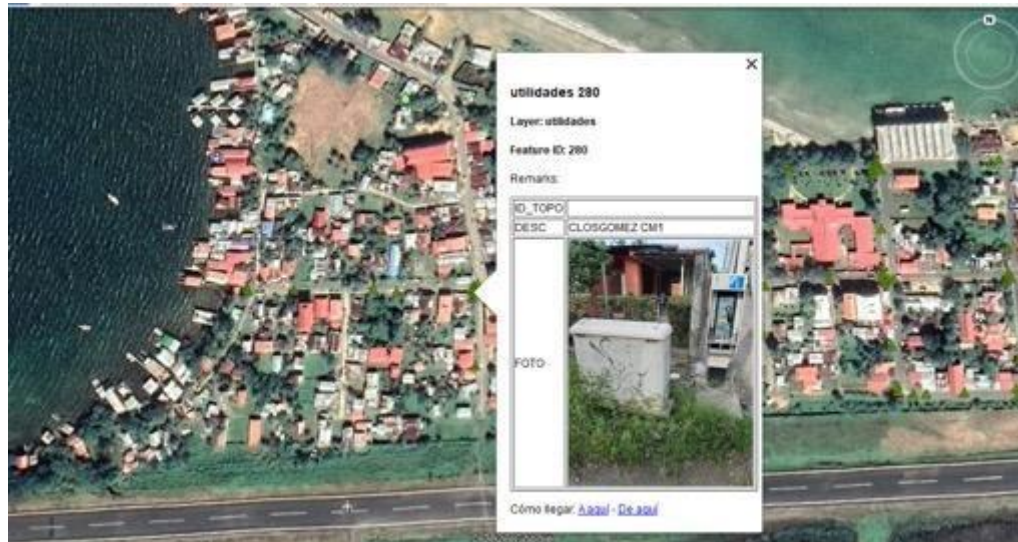 N
utilidades 280
Layer: utilidades
Feature ID: 280
Remarks:
ID_TOPO
DESC CLOSGOMEZ CM1
FOTO
Cómo llegar: A aquí - De aquí